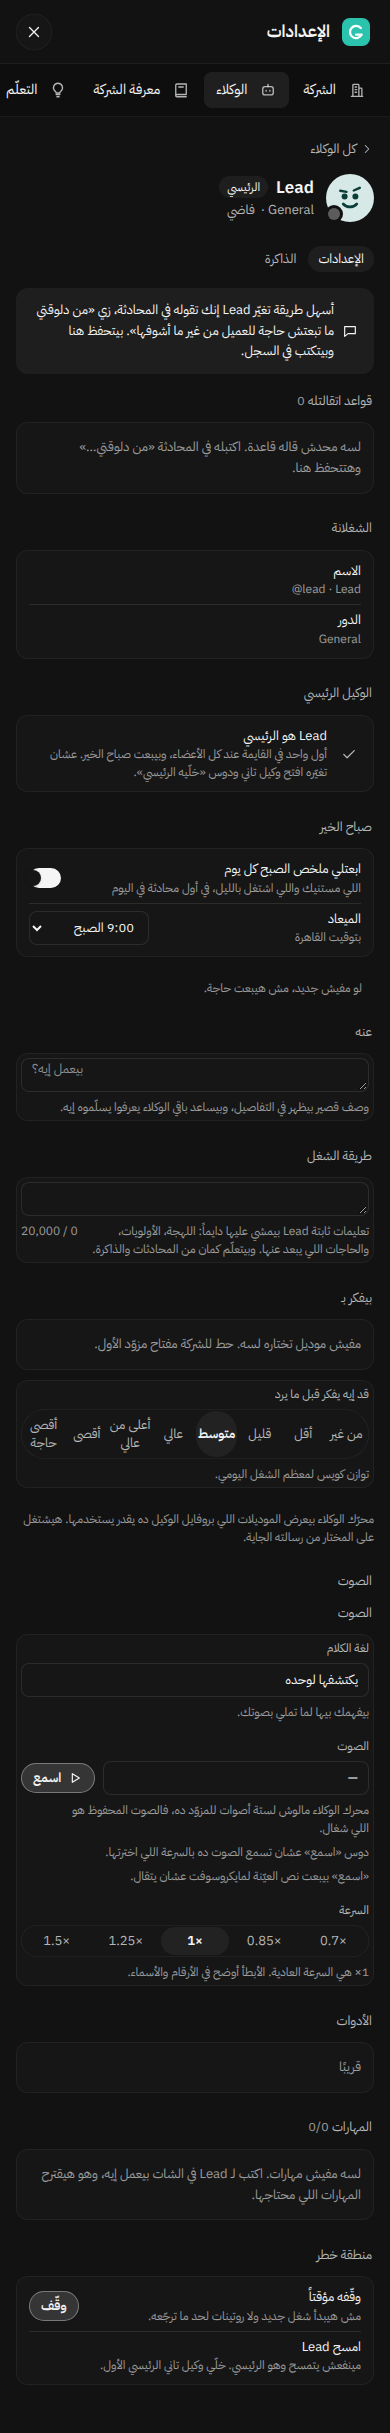 الإعدادات
الشركة
الوكلاء
معرفة الشركة
التعلّم
كل الوكلاء
Lead الرئيسي
General · فاضي
الإعدادات
الذاكرة
أسهل طريقة تغيّر Lead إنك تقوله في المحادثة، زي «من دلوقتي
ما تبعتش حاجة للعميل من غير ما أشوفها». بيتحفظ هنا
وبيتكتب في السجل.
قواعد اتقالتله 0
لسه محدش قاله قاعدة. اكتبله في المحادثة «من دلوقتي...»
وهتتحفظ هنا.
الشغلانة
الاسم
@lead · Lead
الدور
General
الوكيل الرئيسي
Lead هو الرئيسي
أول واحد في القايمة عند كل الأعضاء، وبيبعت صباح الخير. عشان
تغيّره افتح وكيل تاني ودوس «خلّيه الرئيسي».
صباح الخير
ابعتلي ملخص الصبح كل يوم
اللي مستنيك واللي اشتغل بالليل، في أول محادثة في اليوم
الميعاد
بتوقيت القاهرة
9:00 الصبح
لو مفيش جديد، مش هيبعت حاجة.
عنه
بيعمل إيه؟
وصف قصير بيظهر في التفاصيل، وبيساعد باقي الوكلاء يعرفوا يسلّموه إيه.
طريقة الشغل
تعليمات ثابتة Lead بيمشي عليها دايماً: اللهجة، الأولويات،
والحاجات اللي يبعد عنها. وبيتعلّم كمان من المحادثات والذاكرة.
0 / 20,000
بيفكر بـ
مفيش موديل تختاره لسه. حط للشركة مفتاح مزوّد الأول.
قد إيه يفكر قبل ما يرد
من غير
أقل
قليل
متوسط
عالي
أعلى من
عالي
أقصى
أقصى
حاجة
توازن كويس لمعظم الشغل اليومي.
محرّك الوكلاء بيعرض الموديلات اللي بروفايل الوكيل ده يقدر يستخدمها. هيشتغل
على المختار من رسالته الجاية.
الصوت
الصوت
لغة الكلام
يكتشفها لوحده
بيفهمك بيها لما تملي بصوتك.
الصوت
—
اسمع
محرك الوكلاء مالوش لستة أصوات للمزوّد ده، فالصوت المحفوظ هو
اللي شغال.
دوس «اسمع» عشان تسمع الصوت ده بالسرعة اللي اخترتها.
«اسمع» بيبعت نص العيّنة لمايكروسوفت عشان يتقال.
السرعة
0.7×
0.85×
1×
1.25×
1.5×
1× هي السرعة العادية. الأبطأ أوضح في الأرقام والأسماء.
الأدوات
قريبًا
المهارات 0/0
لسه مفيش مهارات. اكتب لـ Lead في الشات بيعمل إيه، وهو هيقترح
المهارات اللي محتاجها.
منطقة خطر
وقّفه مؤقتاً
مش هيبدأ شغل جديد ولا روتينات لحد ما ترجّعه.
وقّف
امسح Lead
مينفعش يتمسح وهو الرئيسي. خلّي وكيل تاني الرئيسي الأول.